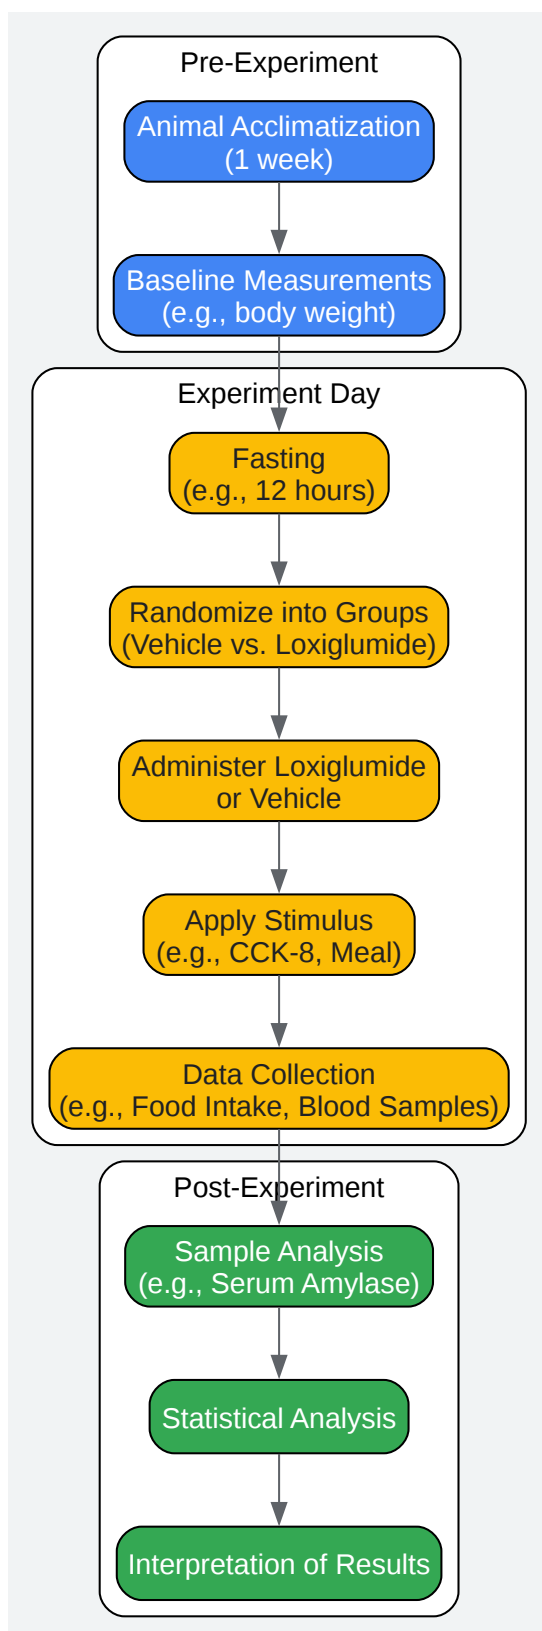 Pre-Experiment
Animal Acclimatization
(1 week)
Baseline Measurements
(e.g., body weight)
Experiment Day
Fasting
(e.g., 12 hours)
Randomize into Groups
(Vehicle vs. Loxiglumide)
Administer Loxiglumide
or Vehicle
Apply Stimulus
(e.g., CCK-8, Meal)
Data Collection
(e.g., Food Intake, Blood Samples)
Post-Experiment
Sample Analysis
(e.g., Serum Amylase)
Statistical Analysis
Interpretation of Results